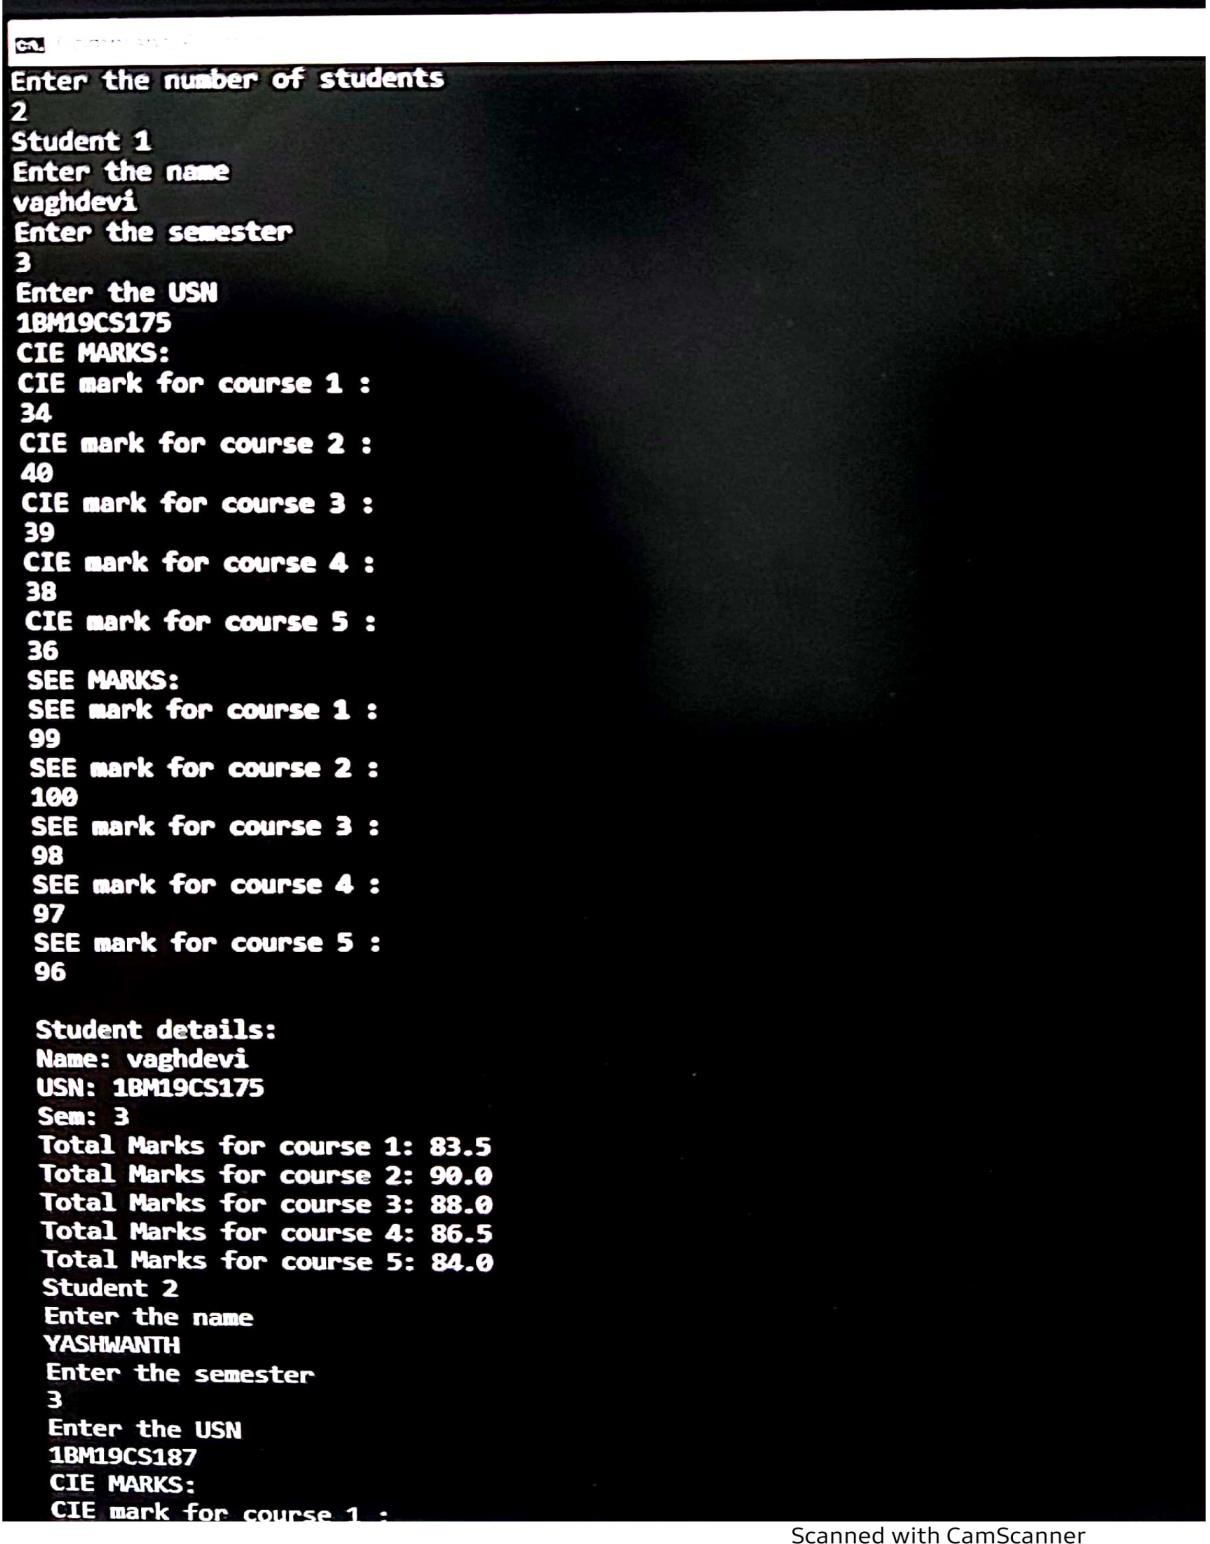 Enter the number of students
2
Student 1
Enter the name
vaghdevi
Enter the semester
3
Enter the USN
1BM19CS175
CIE MARKS:
CIE mark for course 1 :
34
CIE mark for course 2 :
40
CIE mark for course 3 :
39
CIE mark for course 4 :
38
CIE mark for course 5 :
36
SEE MARKS:
SEE mark for course 1 :
99
SEE mark for course 2 :
100
SEE mark for course 3 :
98
SEE mark for course 4 :
97
SEE mark for course 5 :
96
Student details:
Name: vaghdevi
USN: 1BM19CS175
Sem: 3
Total Marks for course 1: 83.5
Total Marks for course 2: 90.0
Total Marks for course 3: 88.0
Total Marks for course 4: 86.5
Total Marks for course 5: 84.0
Student 2
Enter the name
YASHWANTH
Enter the semester
3
Enter the USN
1BM19CS187
CIE MARKS:
CIE mark for course 1 :
Scanned with CamScanner